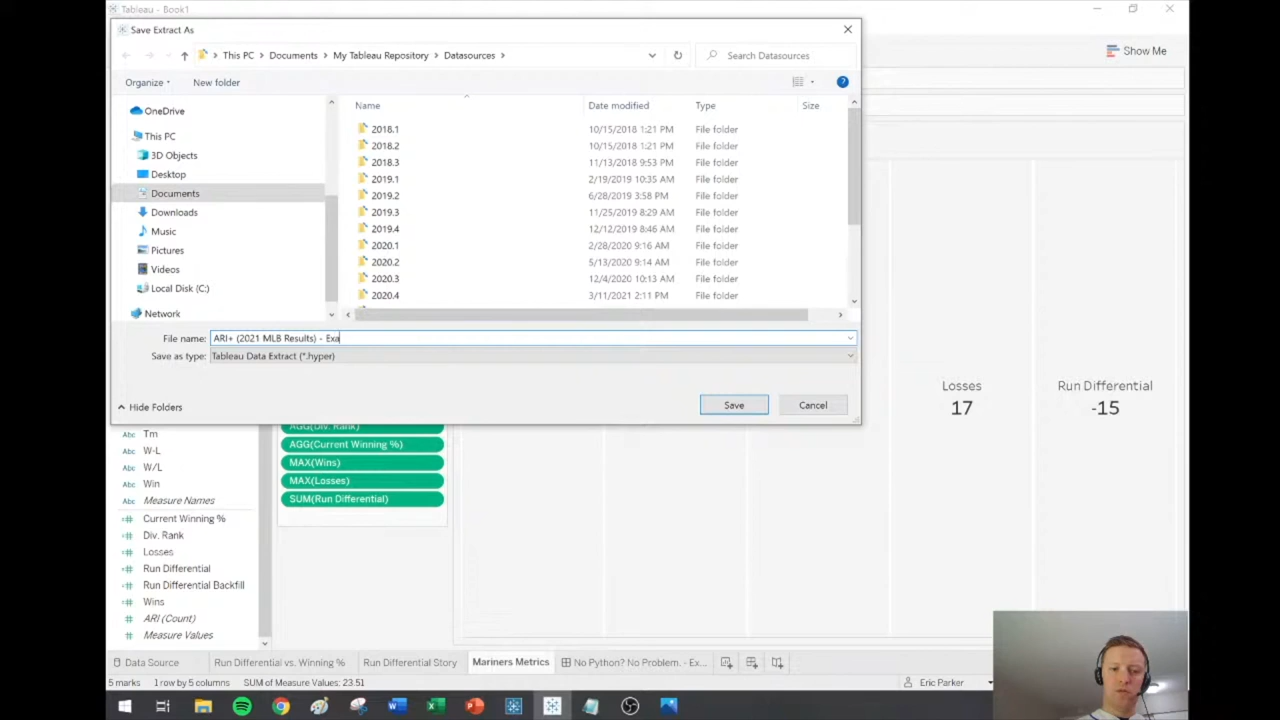 Tableau - Book1
Save Extract As
This PC > Documents > My Tableau Repository > Datasources >
Search Datasources
Show Me
Organize
New folder
OneDrive
This PC
3D Objects
Desktop
Documents
Downloads
Music
Pictures
Videos
Local Disk (C:)
Network
Name Date modified Type Size
2018.1 10/15/2018 1:21 PM File folder
2018.2 10/15/2018 1:21 PM File folder
2018.3 11/13/2018 9:53 PM File folder
2019.1 2/19/2019 10:35 AM File folder
2019.2 6/28/2019 3:58 PM File folder
2019.3 11/25/2019 8:29 AM File folder
2019.4 12/12/2019 8:46 AM File folder
2020.1 2/28/2020 9:16 AM File folder
2020.2 5/13/2020 9:14 AM File folder
2020.3 12/4/2020 10:13 AM File folder
2020.4 3/11/2021 2:11 PM File folder
File name: ARI+ (2021 MLB Results) - Exa
Save as type: Tableau Data Extract (*.hyper)
Hide Folders
Save
Cancel
Losses
17
Run Differential
-15
Abc Tm
Abc W-L
Abc W/L
Abc Win
Abc Measure Names
=# Current Winning %
=# Div. Rank
=# Losses
=# Run Differential
=# Run Differential Backfill
=# Wins
# ARI (Count)
# Measure Values
AGG(Div. Rank)
AGG(Current Winning %)
MAX(Wins)
MAX(Losses)
SUM(Run Differential)
Data Source
Run Differential vs. Winning %
Run Differential Story
Mariners Metrics
No Python? No Problem. - Ex...
5 marks 1 row by 5 columns SUM of Measure Values: 23.51
Eric Parker